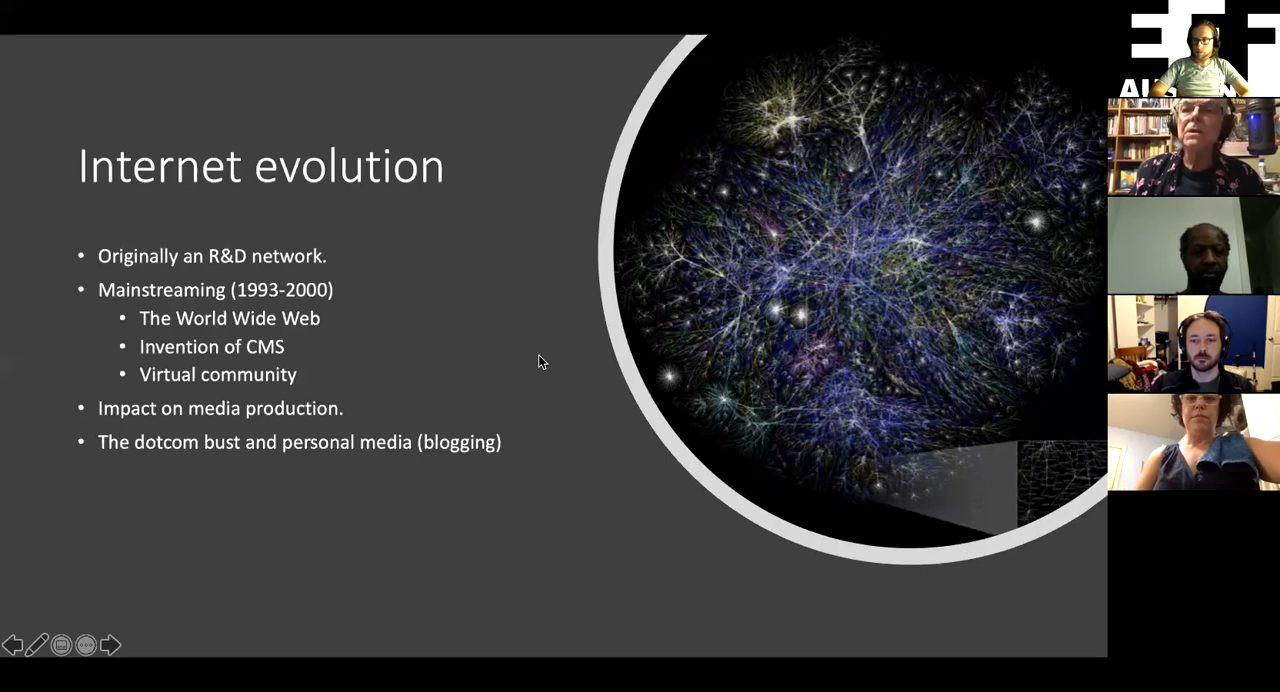 Internet evolution
• Originally an R&D network.
• Mainstreaming (1993-2000)
• The World Wide Web
• Invention of CMS
• Virtual community
• Impact on media production.
• The dotcom bust and personal media (blogging)